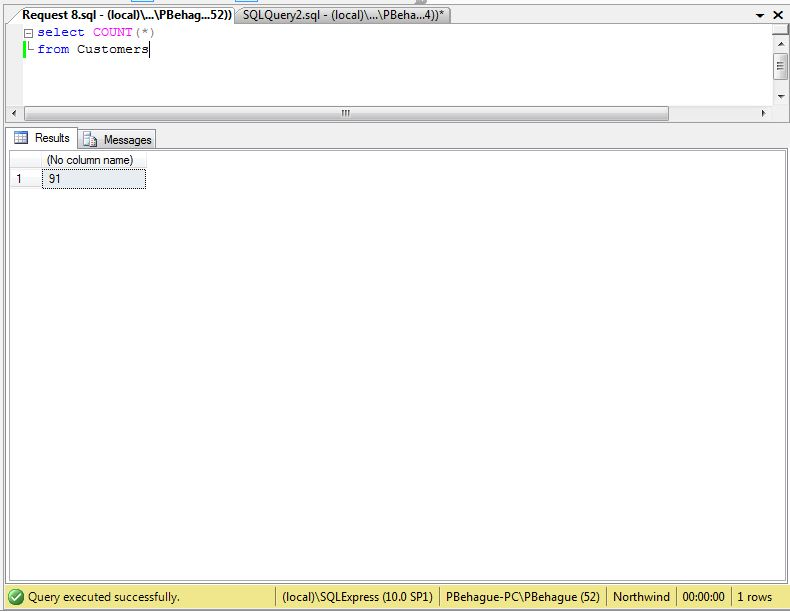 Request 8.sql - (local)\...\PBehag...52)) SQLQuery2.sql - (local)\...\PBeha...4))*
select COUNT(*)
from Customers
Results Messages
(No column name)
1 91
Query executed successfully. (local)\SQLExpress (10.0 SP1) PBehague-PC\PBehague (52) Northwind 00:00:00 1 rows